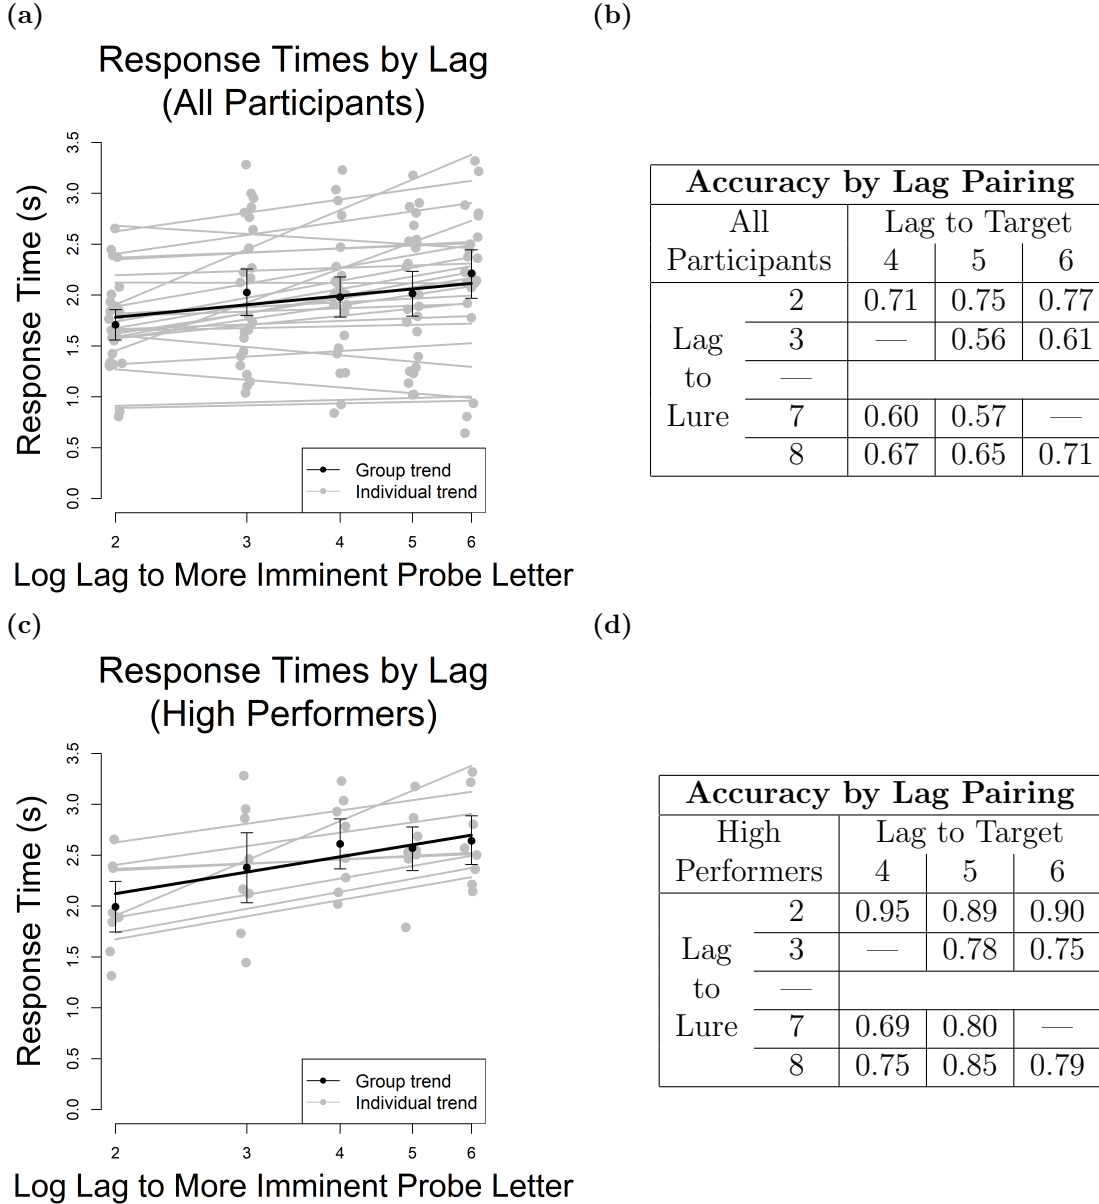 (a)
Response Times by Lag
(All Participants)
Response Time (s)
3.5
3.0
2.5
2.0
1.5
1.0
0.5
0.0
Group trend
Individual trend
2 3 4 5 6
Log Lag to More Imminent Probe Letter
(b)
Accuracy by Lag Pairing
All Lag to Target
Participants 4 5 6
2 0.71 0.75 0.77
Lag 3 — 0.56 0.61
to —
Lure 7 0.60 0.57 —
8 0.67 0.65 0.71
(c)
Response Times by Lag
(High Performers)
Response Time (s)
3.5
3.0
2.5
2.0
1.5
1.0
0.5
0.0
Group trend
Individual trend
2 3 4 5 6
Log Lag to More Imminent Probe Letter
(d)
Accuracy by Lag Pairing
High Lag to Target
Performers 4 5 6
2 0.95 0.89 0.90
Lag 3 — 0.78 0.75
to —
Lure 7 0.69 0.80 —
8 0.75 0.85 0.79